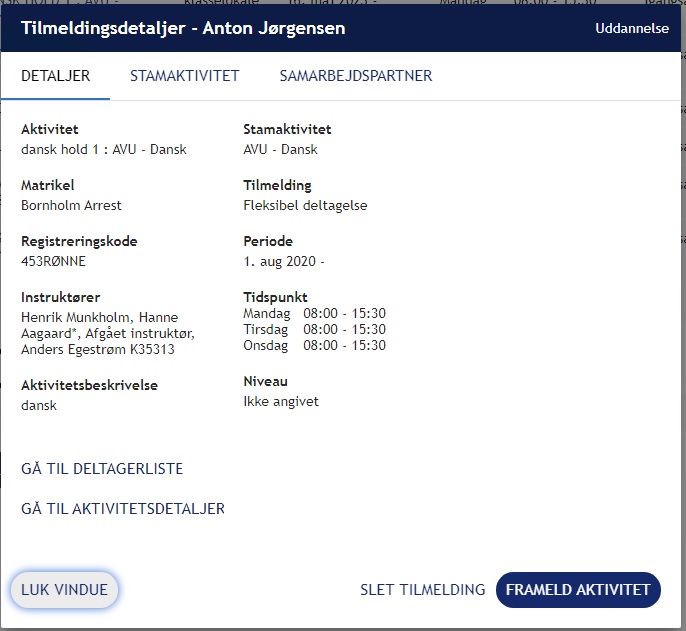 Tilmeldingsdetaljer - Anton Jørgensen
Uddannelse
DETALJER
STAMAKTIVITET
SAMARBEJDSPARTNER
Aktivitet
dansk hold 1 : AVU - Dansk
Stamaktivitet
AVU - Dansk
Matrikel
Bornholm Arrest
Tilmelding
Fleksibel deltagelse
Registreringskode
453RØNNE
Periode
1. aug 2020 -
Instruktører
Henrik Munkholm, Hanne
Aagaard*, Afgået instruktør,
Anders Egestrøm K35313
Tidspunkt
Mandag 08:00 - 15:30
Tirsdag 08:00 - 15:30
Onsdag 08:00 - 15:30
Aktivitetsbeskrivelse
dansk
Niveau
Ikke angivet
GÅ TIL DELTAGERLISTE
GÅ TIL AKTIVITETSDETALJER
LUK VINDUE
SLET TILMELDING
FRAMELD AKTIVITET